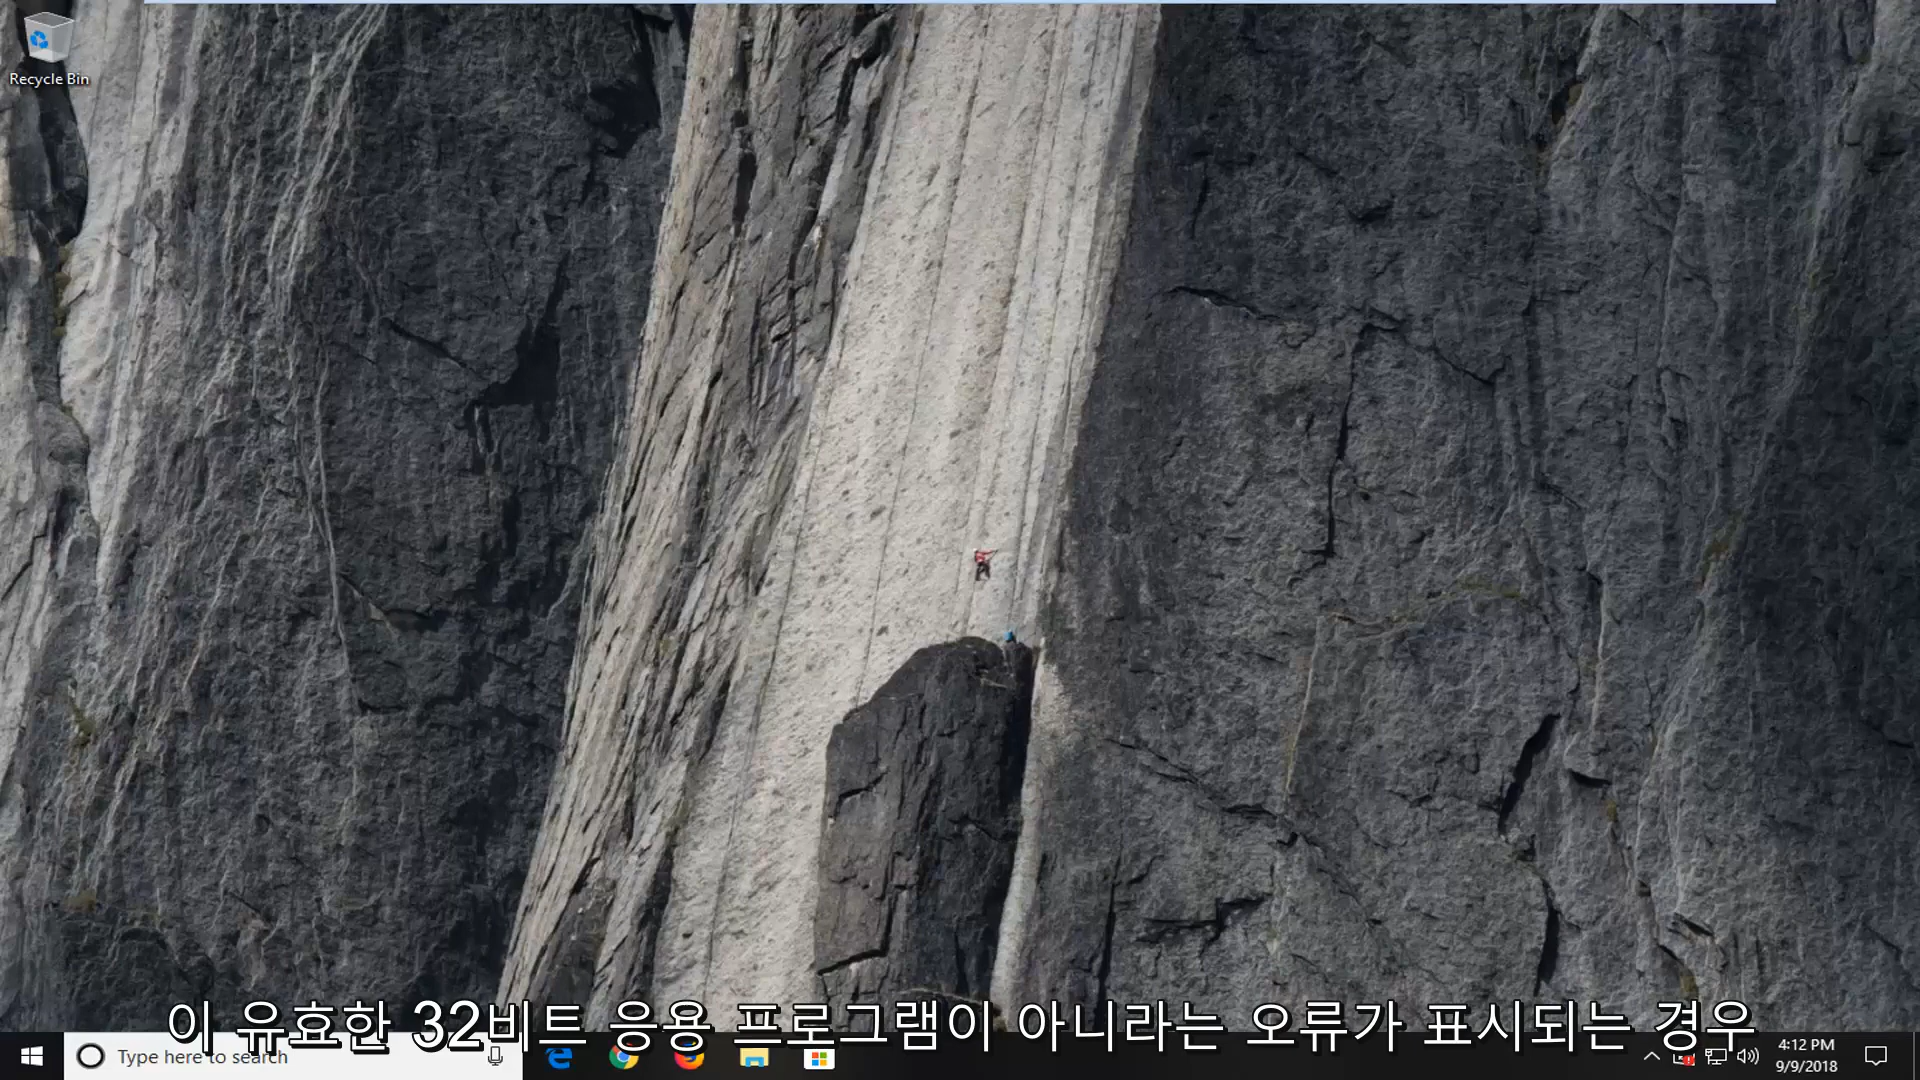 Recycle Bin
이 유효한 32비트 응용 프로그램이 아니라는 오류가 표시되는 경우
Type here to search
4:12 PM
9/9/2018